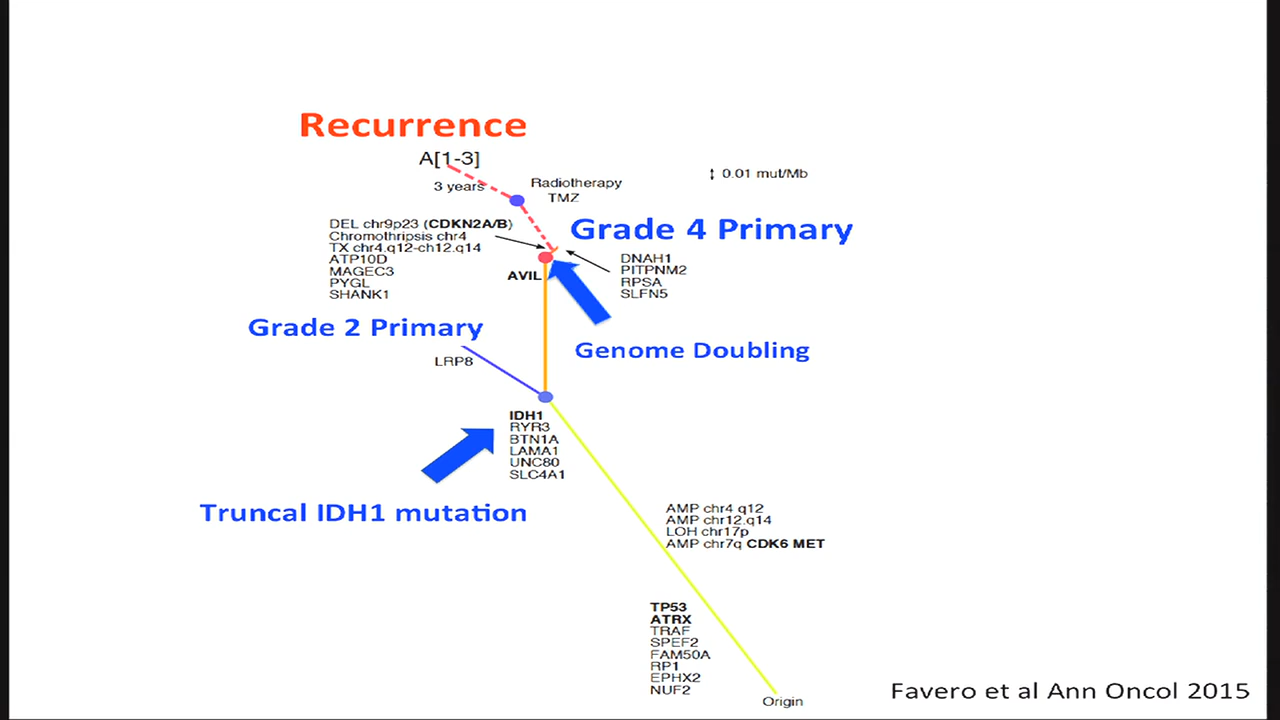 Recurrence
A[1-3]
3 years
Radiotherapy
TMZ
0.01 mut/Mb
DEL chr9p23 (CDKN2A/B)
Chromothripsis chr4
TX chr4.q12-ch12.q14
ATP10D
MAGEC3
PYGL
SHANK1
Grade 4 Primary
AVIL
DNAH1
PITPNM2
RPSA
SLFN5
Grade 2 Primary
LRP8
Genome Doubling
IDH1
RYR3
BTN1A
LAMA1
UNC80
SLC4A1
Truncal IDH1 mutation
AMP chr4 q12
AMP chr12.q14
LOH chr17p
AMP chr7q CDK6 MET
TP53
ATRX
TRAF
SPEF2
FAM50A
RP1
EPHX2
NUF2
Origin
Favero et al Ann Oncol 2015